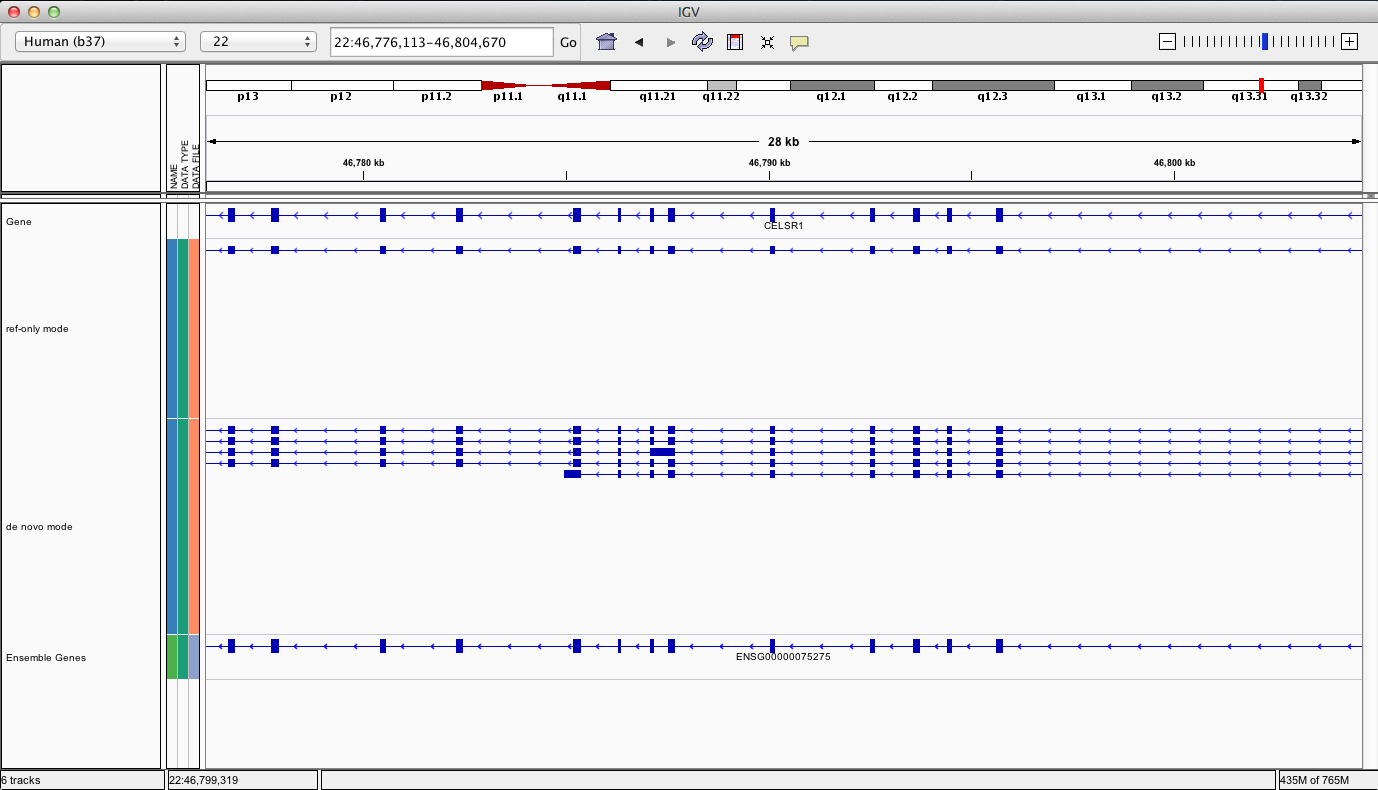 IGV
Human (b37) 22 22:46,776,113-46,804,670 Go
p13 p12 p11.2 p11.1 q11.1 q11.21 q11.22 q12.1 q12.2 q12.3 q13.1 q13.2 q13.31 q13.32
NAME
DATA TYPE
DATA FILE
28 kb
46,780 kb 46,790 kb 46,800 kb
Gene
CELSR1
ref-only mode
de novo mode
Ensemble Genes
ENSG00000075275
6 tracks 22:46,799,319 435M of 765M